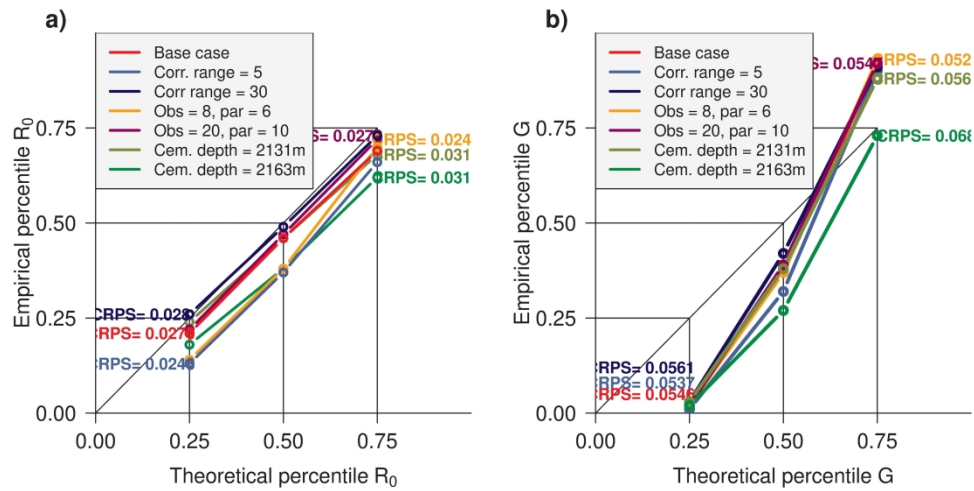 a)
Base case
Corr. range = 5
Corr range = 30
Obs = 8, par = 6
Obs = 20, par = 10
Cem. depth = 2131m
Cem. depth = 2163m
Empirical percentile R0
0.75
0.50
0.25
0.00
RPS= 0.027
RPS= 0.024
RPS= 0.031
RPS= 0.031
CRPS= 0.028
CRPS= 0.027
CRPS= 0.0246
0.00 0.25 0.50 0.75
Theoretical percentile R0
b)
Base case
Corr. range = 5
Corr range = 30
Obs = 8, par = 6
Obs = 20, par = 10
Cem. depth = 2131m
Cem. depth = 2163m
Empirical percentile G
0.75
0.50
0.25
0.00
RPS= 0.054
RPS= 0.052
RPS= 0.056
CRPS= 0.068
CRPS= 0.0561
CRPS= 0.0537
CRPS= 0.0546
0.00 0.25 0.50 0.75
Theoretical percentile G